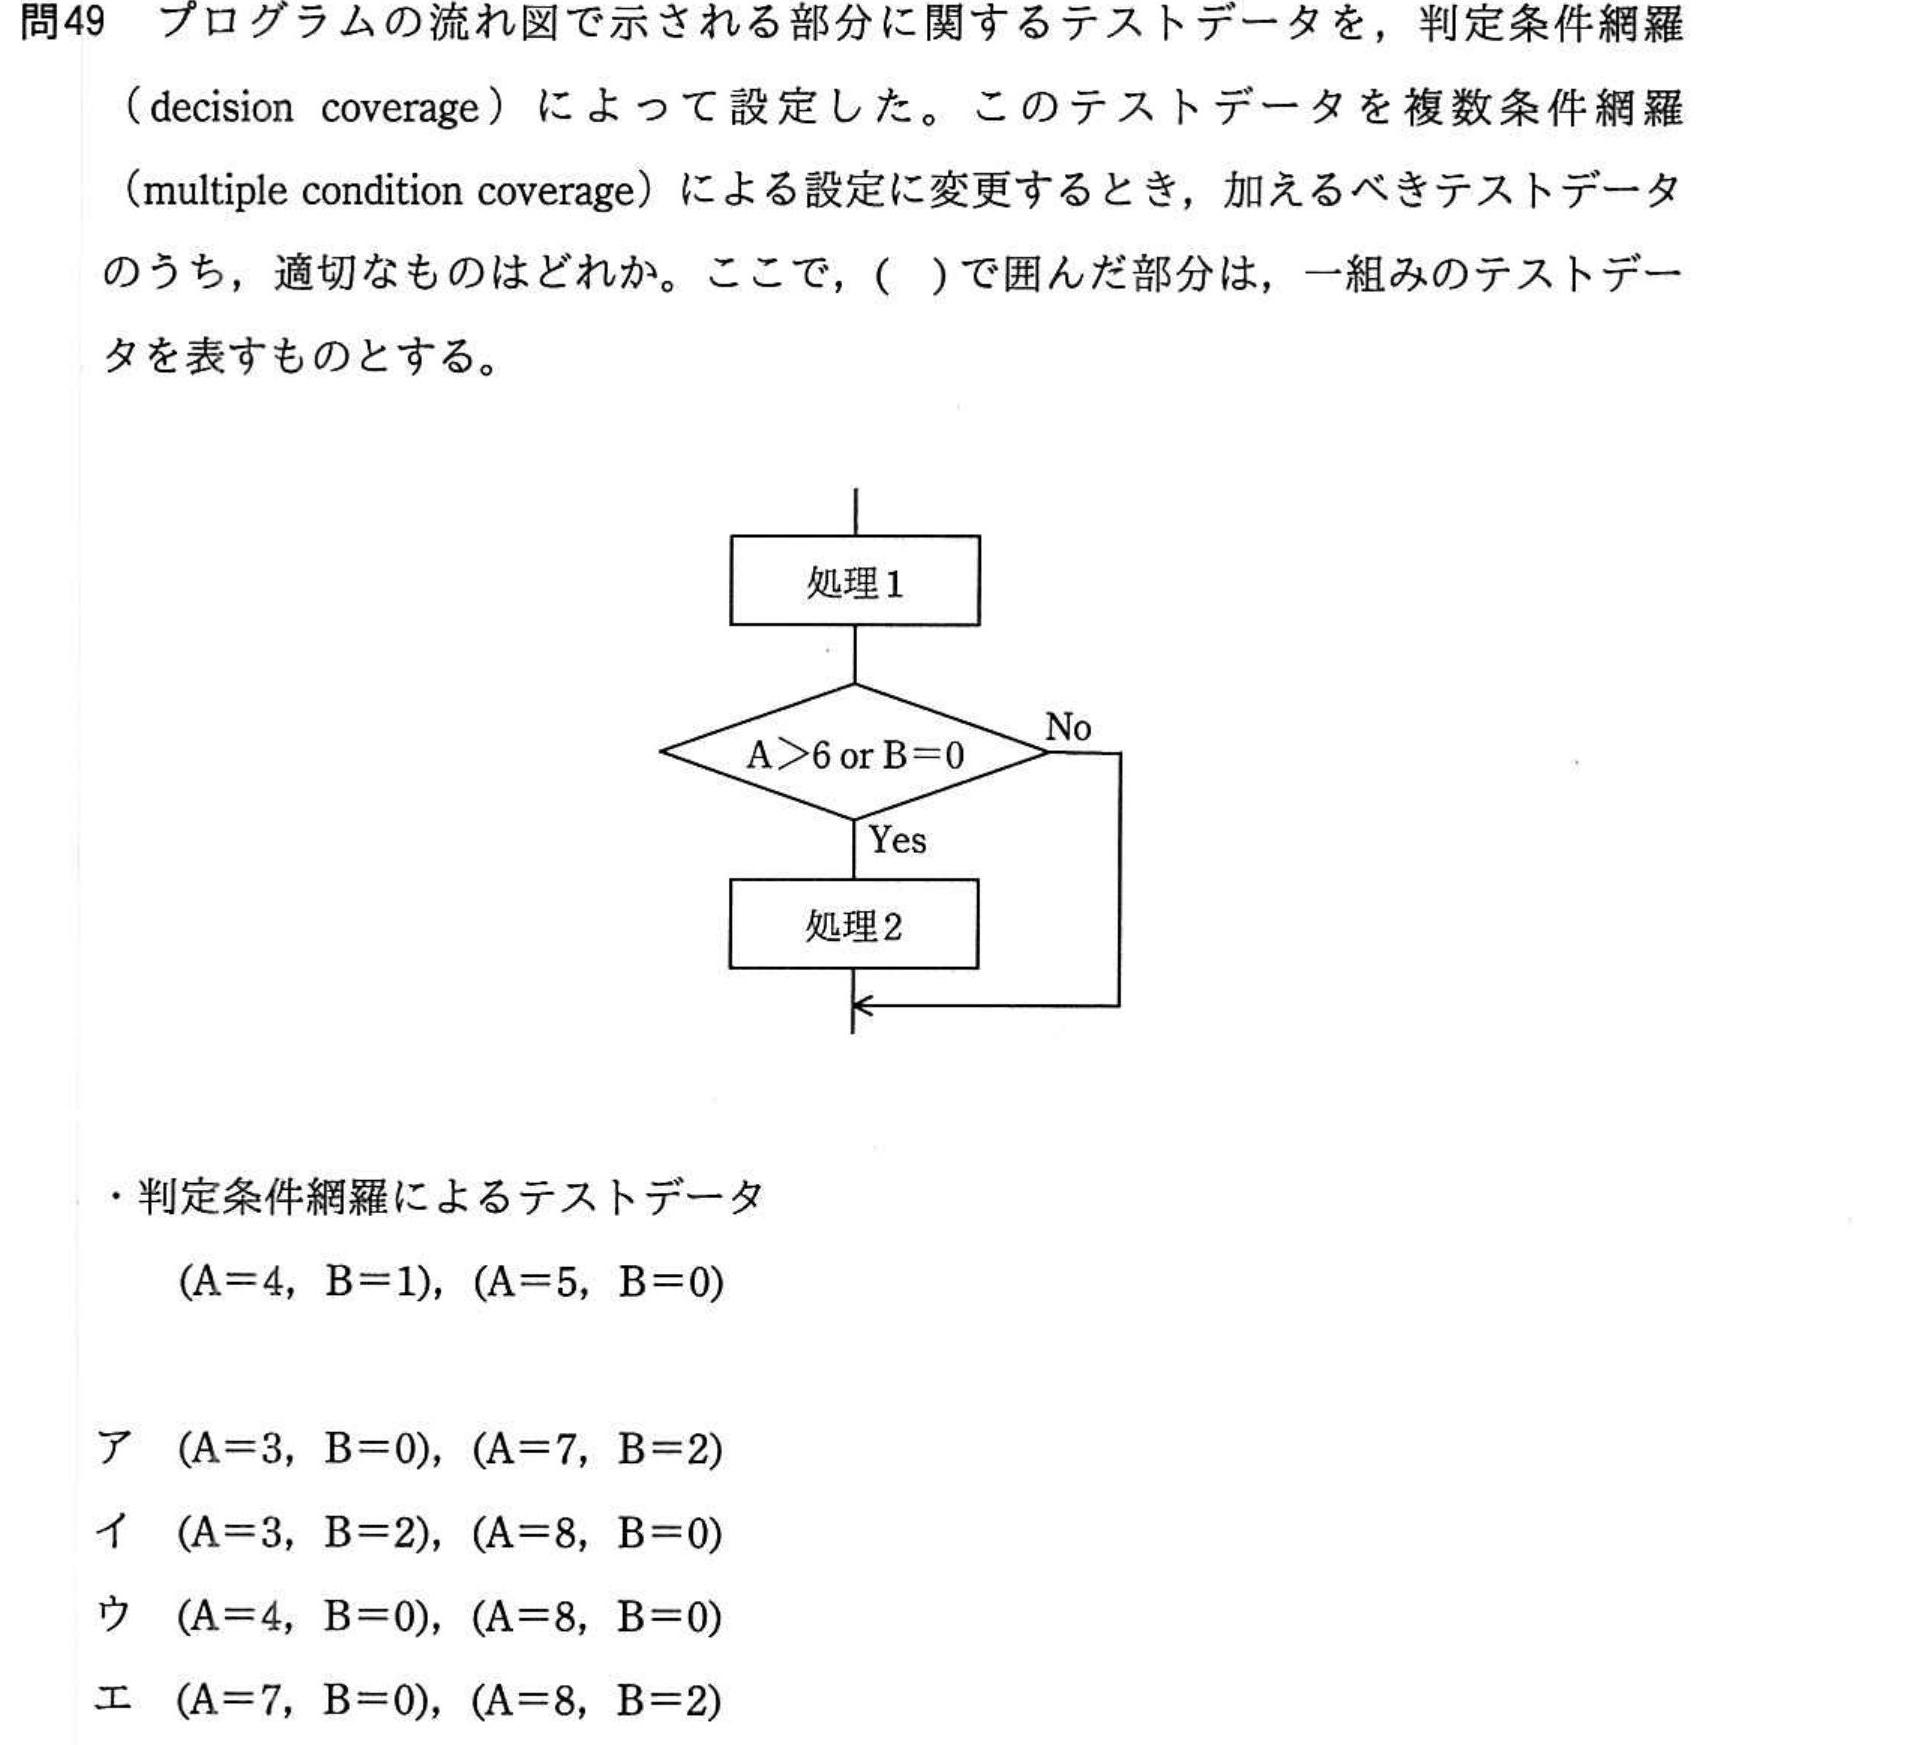 問49　プログラムの流れ図で示される部分に関するテストデータを，判定条件網羅
（decision coverage）によって設定した。このテストデータを複数条件網羅
（multiple condition coverage）による設定に変更するとき，加えるべきテストデータ
のうち，適切なものはどれか。ここで，(　)で囲んだ部分は，一組みのテストデー
タを表すものとする。
処理1
No
A＞6 or B＝0
Yes
処理2
・判定条件網羅によるテストデータ
(A＝4, B＝1), (A＝5, B＝0)
ア　(A＝3, B＝0), (A＝7, B＝2)
イ　(A＝3, B＝2), (A＝8, B＝0)
ウ　(A＝4, B＝0), (A＝8, B＝0)
エ　(A＝7, B＝0), (A＝8, B＝2)